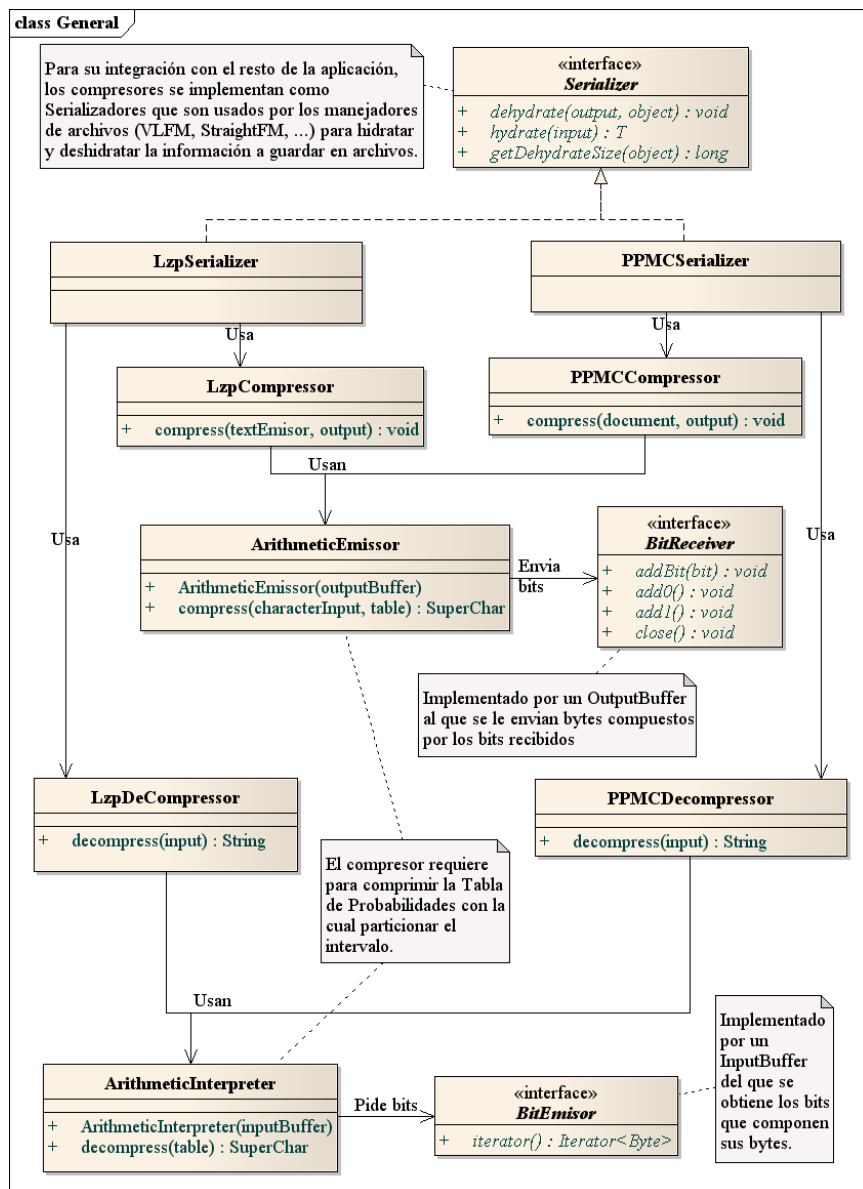 class General
Para su integración con el resto de la aplicación,
los compresores se implementan como
Serializadores que son usados por los manejadores
de archivos (VLFM, StraightFM, ...) para hidratar
y deshidratar la información a guardar en archivos.
«interface»
Serializer
+ dehydrate(output, object) : void
+ hydrate(input) : T
+ getDehydrateSize(object) : long
LzpSerializer
PPMCSerializer
Usa
Usa
LzpCompressor
+ compress(textEmisor, output) : void
PPMCCompressor
+ compress(document, output) : void
Usan
Usa
Usa
ArithmeticEmissor
+ ArithmeticEmissor(outputBuffer)
+ compress(characterInput, table) : SuperChar
Envia
bits
«interface»
BitReceiver
+ addBit(bit) : void
+ add0() : void
+ add1() : void
+ close() : void
Implementado por un OutputBuffer
al que se le envian bytes compuestos
por los bits recibidos
LzpDeCompressor
+ decompress(input) : String
PPMCDecompressor
+ decompress(input) : String
El compresor requiere
para comprimir la Tabla
de Probabilidades con la
cual particionar el
intervalo.
Usan
Implementado
por un
InputBuffer
del que se
obtiene los bits
que componen
sus bytes.
ArithmeticInterpreter
+ ArithmeticInterpreter(inputBuffer)
+ decompress(table) : SuperChar
Pide bits
«interface»
BitEmisor
+ iterator() : Iterator<Byte>